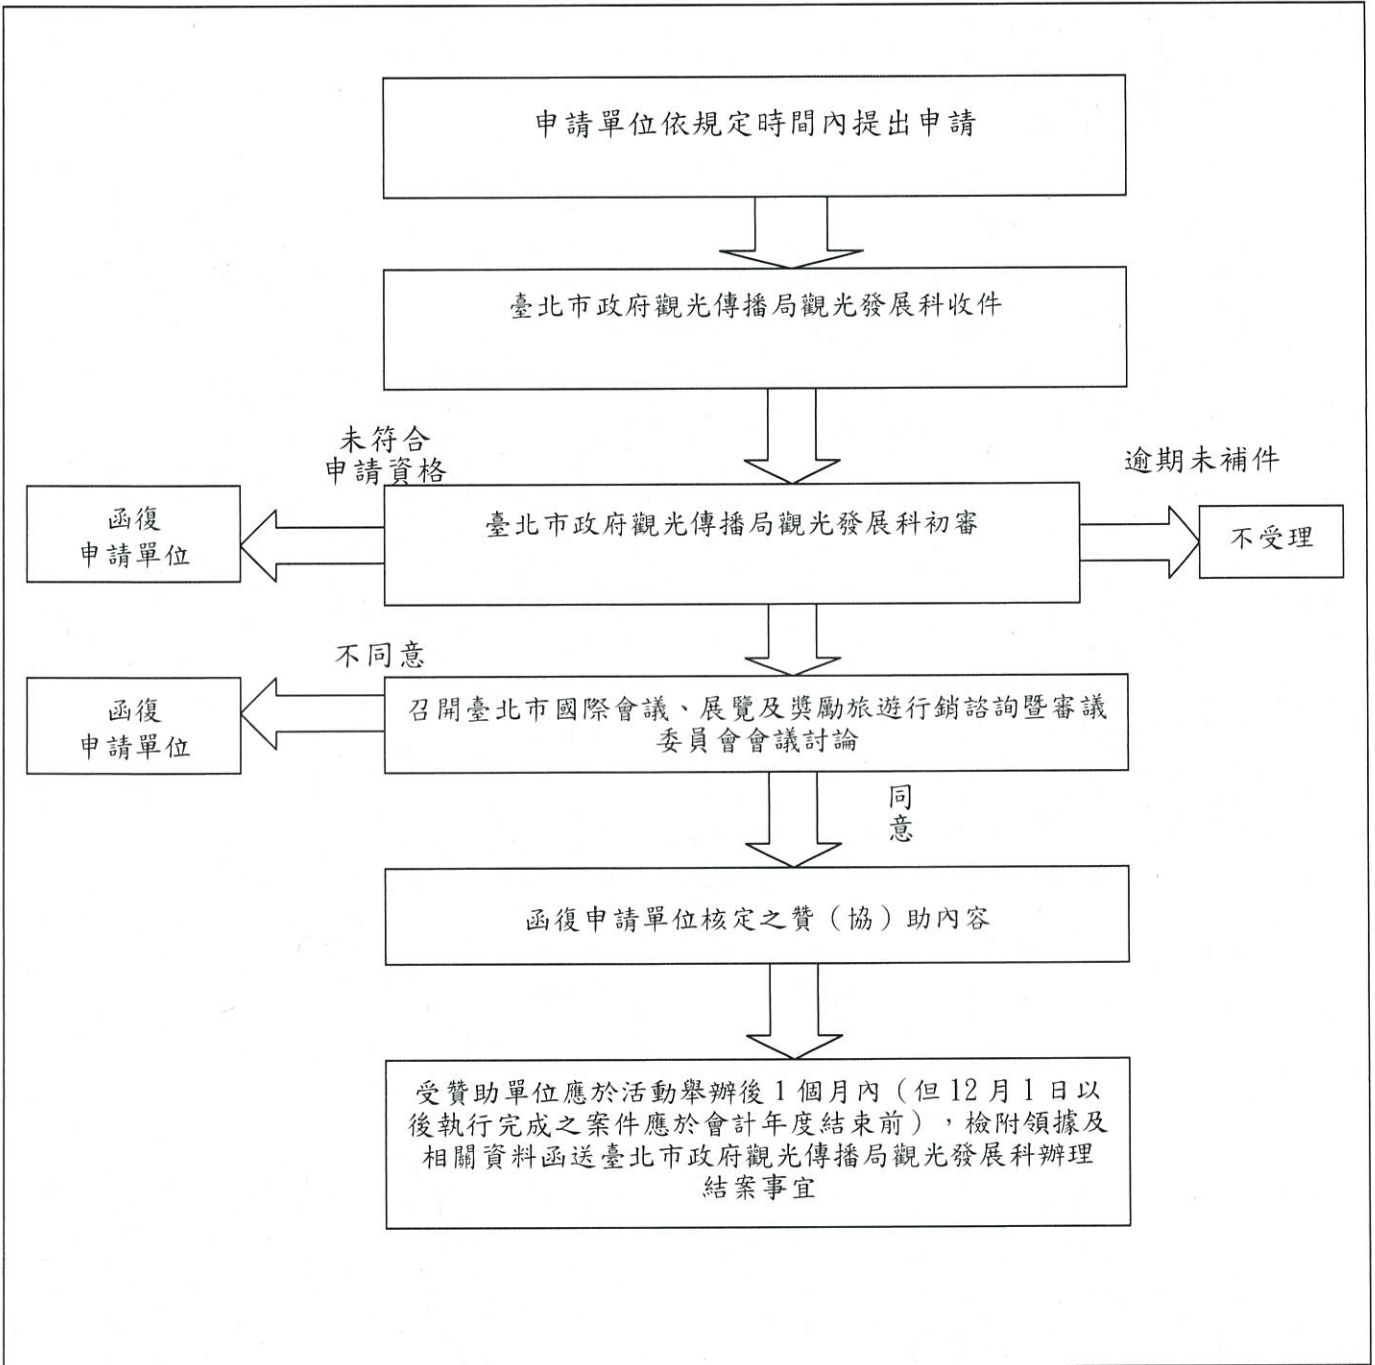 申請單位依規定時間內提出申請
臺北市政府觀光傳播局觀光發展科收件
未符合
申請資格
逾期未補件
函復
申請單位
臺北市政府觀光傳播局觀光發展科初審
不受理
不同意
函復
申請單位
召開臺北市國際會議、展覽及獎勵旅遊行銷諮詢暨審議
委員會會議討論
同
意
函復申請單位核定之贊（協）助內容
受贊助單位應於活動舉辦後1個月內（但12月1日以
後執行完成之案件應於會計年度結束前），檢附領據及
相關資料函送臺北市政府觀光傳播局觀光發展科辦理
結案事宜